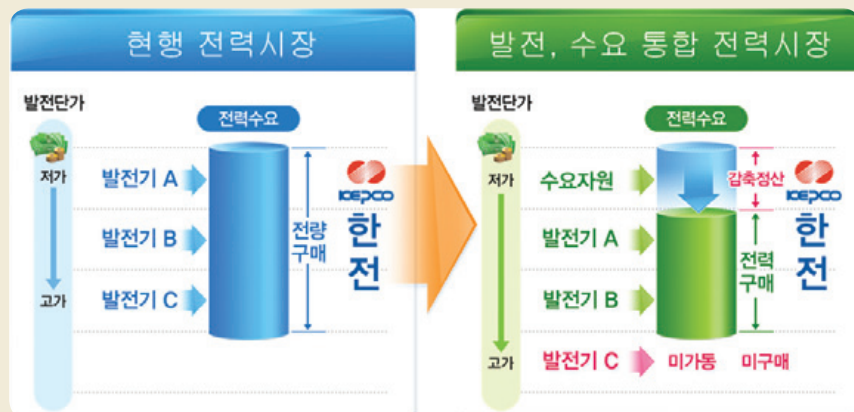 현행 전력시장
발전단가
전력수요
저가
발전기 A
KEPCO
한전
발전기 B
전량
구매
고가
발전기 C
발전, 수요 통합 전력시장
발전단가
전력수요
저가
수요자원
감축정산
KEPCO
한전
발전기 A
전력
구매
발전기 B
고가
발전기 C
미가동
미구매